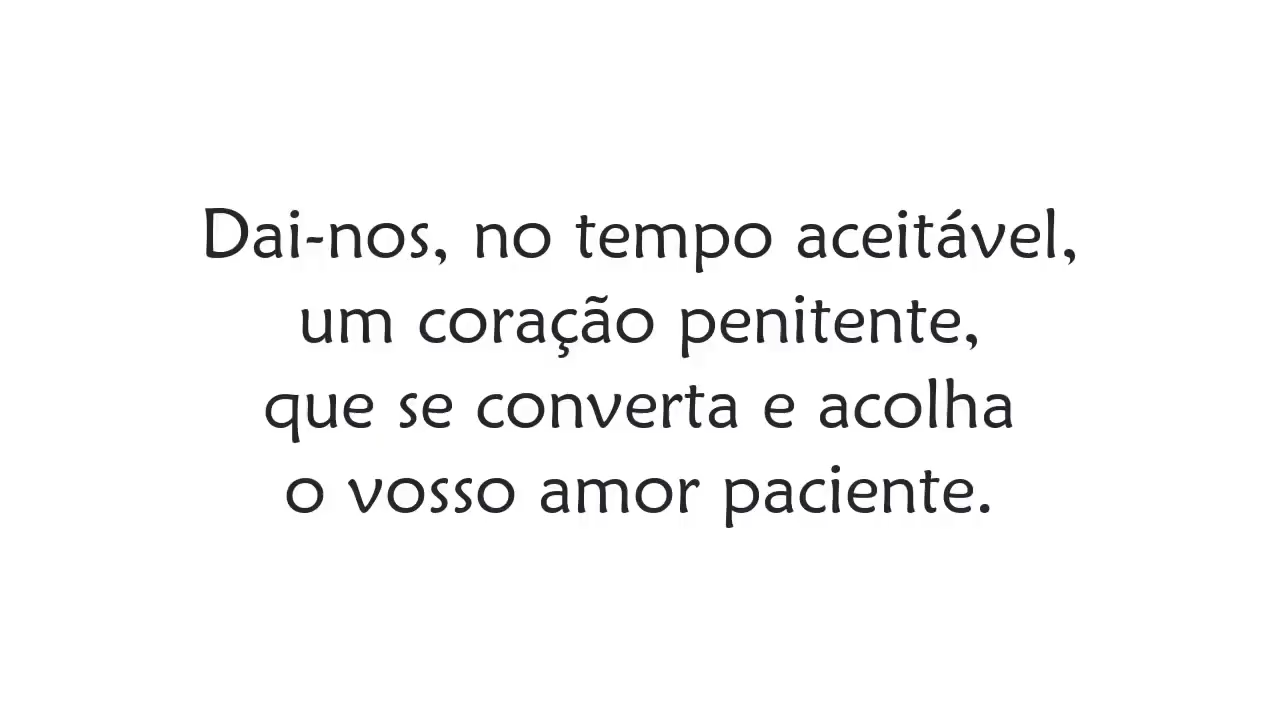 Dai-nos, no tempo aceitável,
um coração penitente,
que se converta e acolha
o vosso amor paciente.